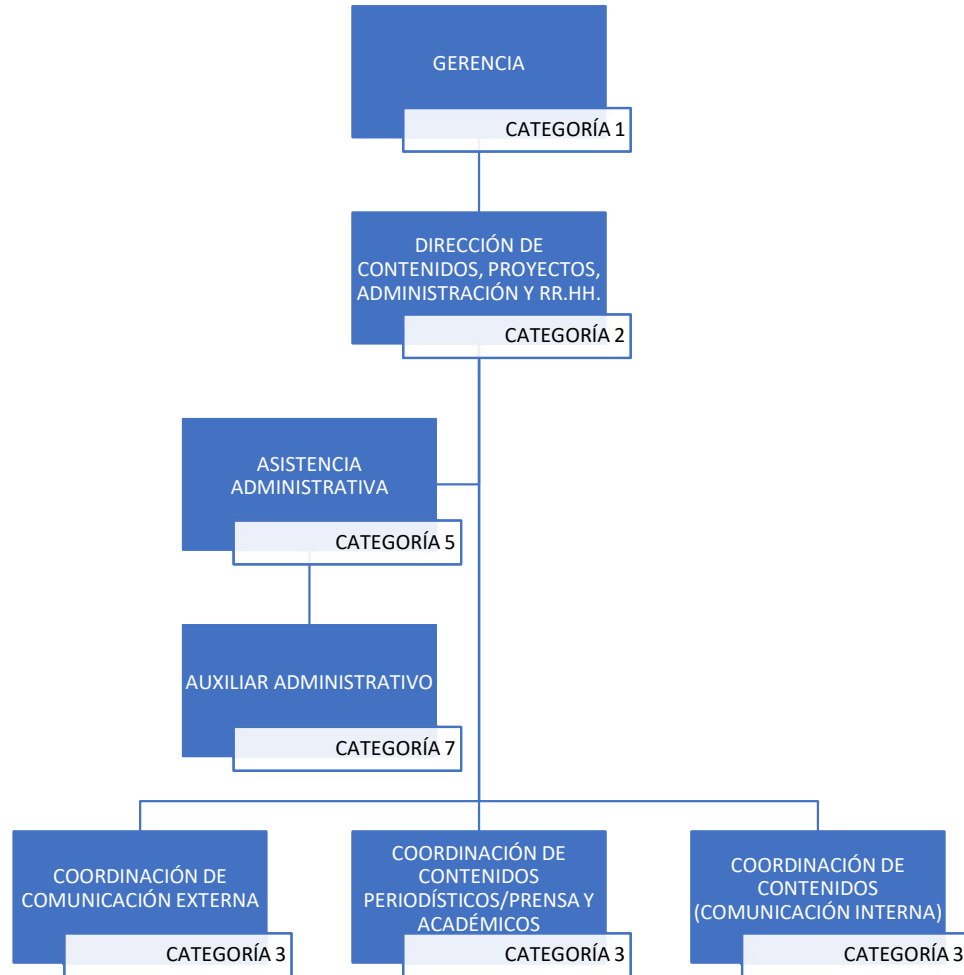 GERENCIA
CATEGORÍA 1
DIRECCIÓN DE
CONTENIDOS, PROYECTOS,
ADMINISTRACIÓN Y RR.HH.
CATEGORÍA 2
ASISTENCIA
ADMINISTRATIVA
CATEGORÍA 5
AUXILIAR ADMINISTRATIVO
CATEGORÍA 7
COORDINACIÓN DE
COMUNICACIÓN EXTERNA
CATEGORÍA 3
COORDINACIÓN DE
CONTENIDOS
PERIODÍSTICOS/PRENSA Y
ACADÉMICOS
CATEGORÍA 3
COORDINACIÓN DE
CONTENIDOS
(COMUNICACIÓN INTERNA)
CATEGORÍA 3